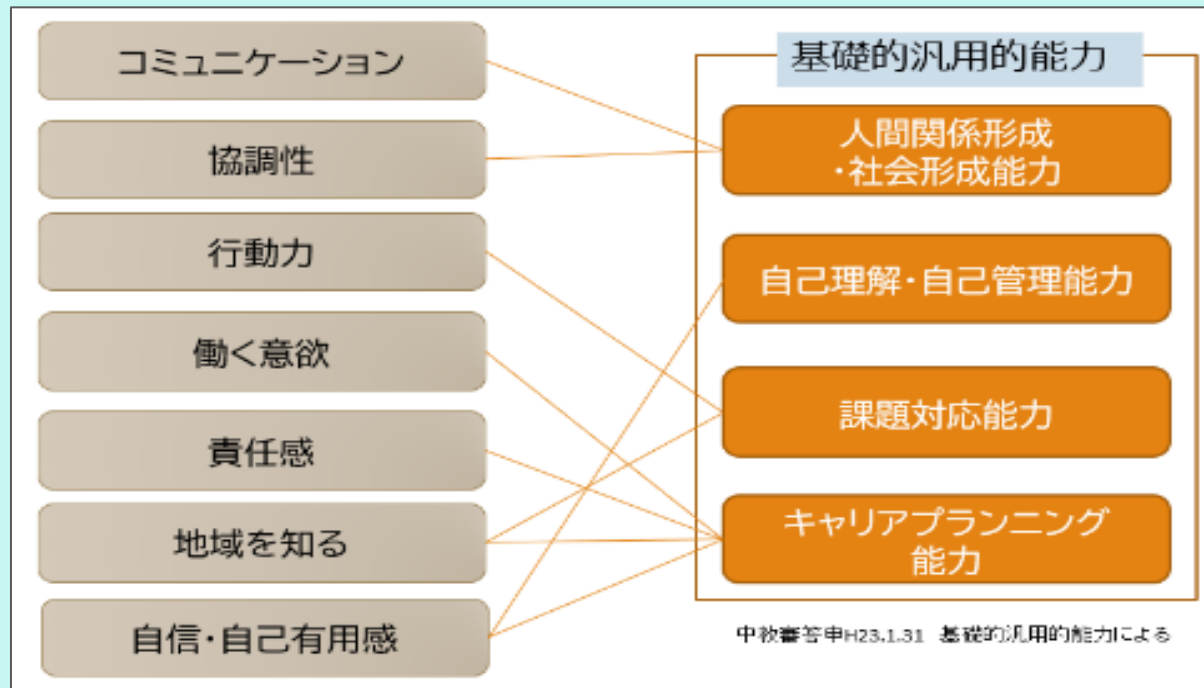 コミュニケーション
協調性
行動力
働く意欲
責任感
地域を知る
自信・自己有用感
基礎的汎用的能力
人間関係形成
・社会形成能力
自己理解・自己管理能力
課題対応能力
キャリアプランニング
能力
中教審答申H23.1.31 基礎的汎用的能力による